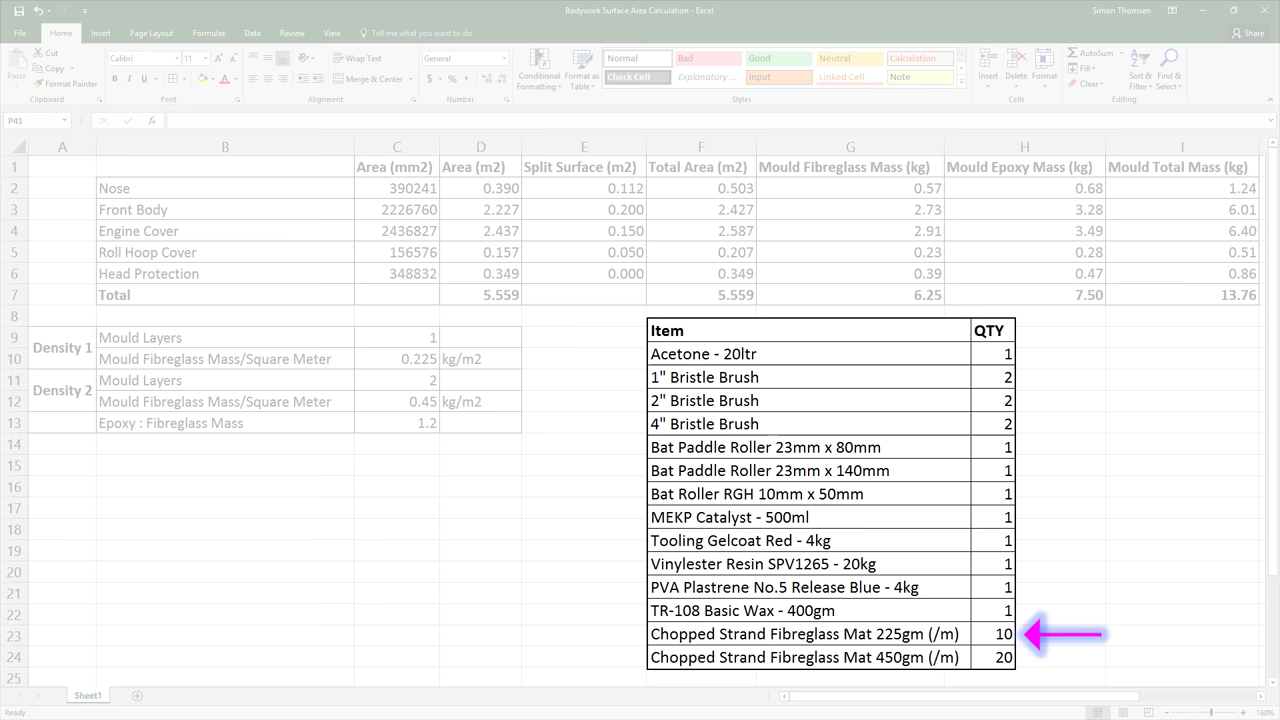 Bodywork Surface Area Calculation - Excel
Simon Thomsen
File Home Insert Page Layout Formulas Data Review View Tell me what you want to do Share
Paste Cut Copy Format Painter Clipboard
Calibri 11 B I U Font
Wrap Text Merge & Center Alignment
General $ % Number
Conditional Formatting Format as Table
Normal Bad Good Neutral Calculation
Check Cell Explanatory ... Input Linked Cell Note
Styles
Insert Delete Format Cells
AutoSum Fill Clear Sort & Filter Find & Select Editing
P41 fx
A B C D E F G H I
1 Area (mm2) Area (m2) Split Surface (m2) Total Area (m2) Mould Fibreglass Mass (kg) Mould Epoxy Mass (kg) Mould Total Mass (kg)
2 Nose 390241 0.390 0.112 0.503 0.57 0.68 1.24
3 Front Body 2226760 2.227 0.200 2.427 2.73 3.28 6.01
4 Engine Cover 2436827 2.437 0.150 2.587 2.91 3.49 6.40
5 Roll Hoop Cover 156576 0.157 0.050 0.207 0.23 0.28 0.51
6 Head Protection 348832 0.349 0.000 0.349 0.39 0.47 0.86
7 Total 5.559 5.559 6.25 7.50 13.76
8
9 Density 1 Mould Layers 1
10 Mould Fibreglass Mass/Square Meter 0.225 kg/m2
11 Density 2 Mould Layers 2
12 Mould Fibreglass Mass/Square Meter 0.45 kg/m2
13 Epoxy : Fibreglass Mass 1.2
14
15
16
17
18
19
20
21
22
23
24
25
Item QTY
Acetone - 20ltr 1
1" Bristle Brush 2
2" Bristle Brush 2
4" Bristle Brush 2
Bat Paddle Roller 23mm x 80mm 1
Bat Paddle Roller 23mm x 140mm 1
Bat Roller RGH 10mm x 50mm 1
MEKP Catalyst - 500ml 1
Tooling Gelcoat Red - 4kg 1
Vinylester Resin SPV1265 - 20kg 1
PVA Plastrene No.5 Release Blue - 4kg 1
TR-108 Basic Wax - 400gm 1
Chopped Strand Fibreglass Mat 225gm (/m) 10
Chopped Strand Fibreglass Mat 450gm (/m) 20
Sheet1
Ready 160%